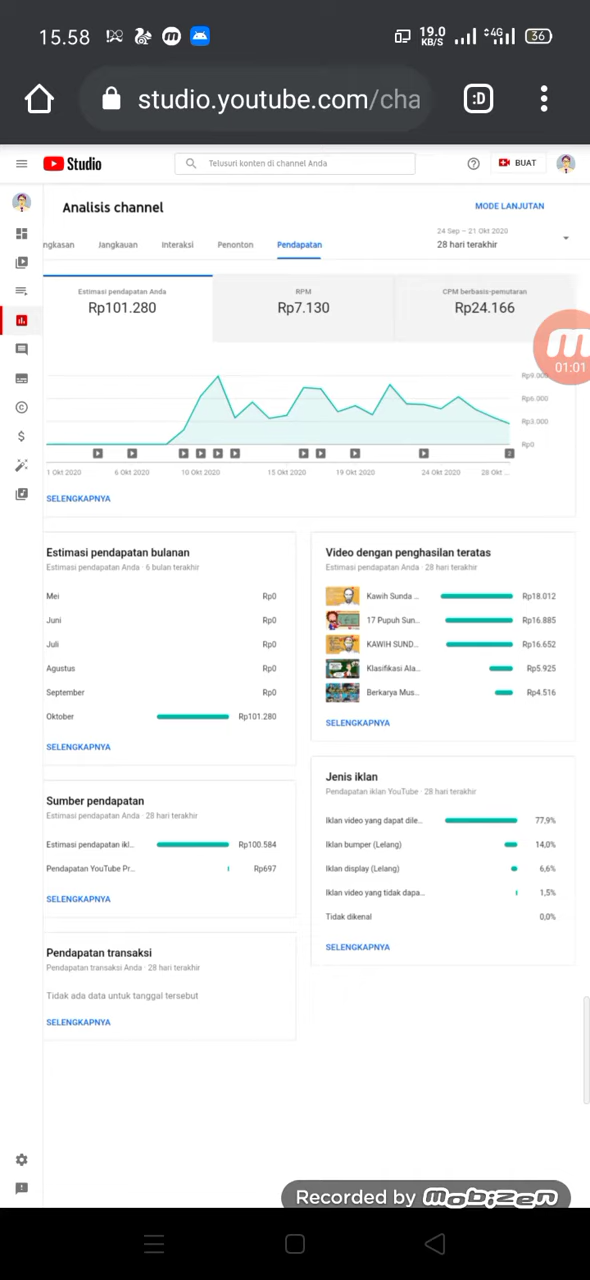 15.58
19.0
KB/S
4G
36
studio.youtube.com/cha
:D
Studio
Telusuri konten di channel Anda
BUAT
Analisis channel
MODE LANJUTAN
ngkasan
Jangkauan
Interaksi
Penonton
Pendapatan
24 Sep – 21 Okt 2020
28 hari terakhir
Estimasi pendapatan Anda
Rp101.280
RPM
Rp7.130
CPM berbasis-pemutaran
Rp24.166
01:01
Rp9.000
Rp6.000
Rp3.000
Rp0
2
1 Okt 2020
6 Okt 2020
10 Okt 2020
15 Okt 2020
19 Okt 2020
24 Okt 2020
28 Okt ...
SELENGKAPNYA
Estimasi pendapatan bulanan
Estimasi pendapatan Anda · 6 bulan terakhir
Mei Rp0
Juni Rp0
Juli Rp0
Agustus Rp0
September Rp0
Oktober Rp101.280
SELENGKAPNYA
Video dengan penghasilan teratas
Estimasi pendapatan Anda · 28 hari terakhir
Kawih Sunda ... Rp18.012
17 Pupuh Sun... Rp16.885
KAWIH SUND... Rp16.652
Klasifikasi Ala... Rp5.925
Berkarya Mus... Rp4.516
SELENGKAPNYA
Sumber pendapatan
Estimasi pendapatan Anda · 28 hari terakhir
Estimasi pendapatan ikl... Rp100.584
Pendapatan YouTube Pr... Rp697
SELENGKAPNYA
Jenis iklan
Pendapatan iklan YouTube · 28 hari terakhir
Iklan video yang dapat dile... 77,9%
Iklan bumper (Lelang) 14,0%
Iklan display (Lelang) 6,6%
Iklan video yang tidak dapa... 1,5%
Tidak dikenal 0,0%
SELENGKAPNYA
Pendapatan transaksi
Pendapatan transaksi Anda · 28 hari terakhir
Tidak ada data untuk tanggal tersebut
SELENGKAPNYA
Recorded by mobizen